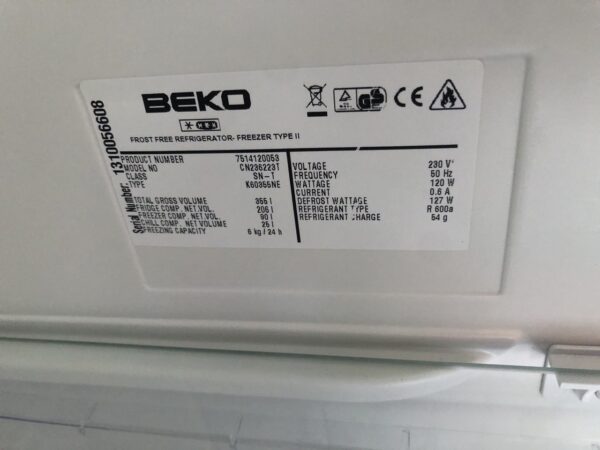 BEKO
FROST FREE REFRIGERATOR- FREEZER TYPE II
Serial Number: 1310056608
PRODUCT NUMBER 7514120053
MODEL NO CN236223T
CLASS SN-T
TYPE K60355NE
TOTAL GROSS VOLUME 355 l
FRIDGE COMP. NET VOL. 206 l
FREEZER COMP. NET VOL. 90 l
CHILL COMP. NET VOLUME 25 l
FREEZING CAPACITY 6 kg / 24 h
VOLTAGE 230 V~
FREQUENCY 50 Hz
WATTAGE 120 W
CURRENT 0.6 A
DEFROST WATTAGE 127 W
REFRIGERANT TYPE R 600a
REFRIGERANT CHARGE 54 g
GS
CE